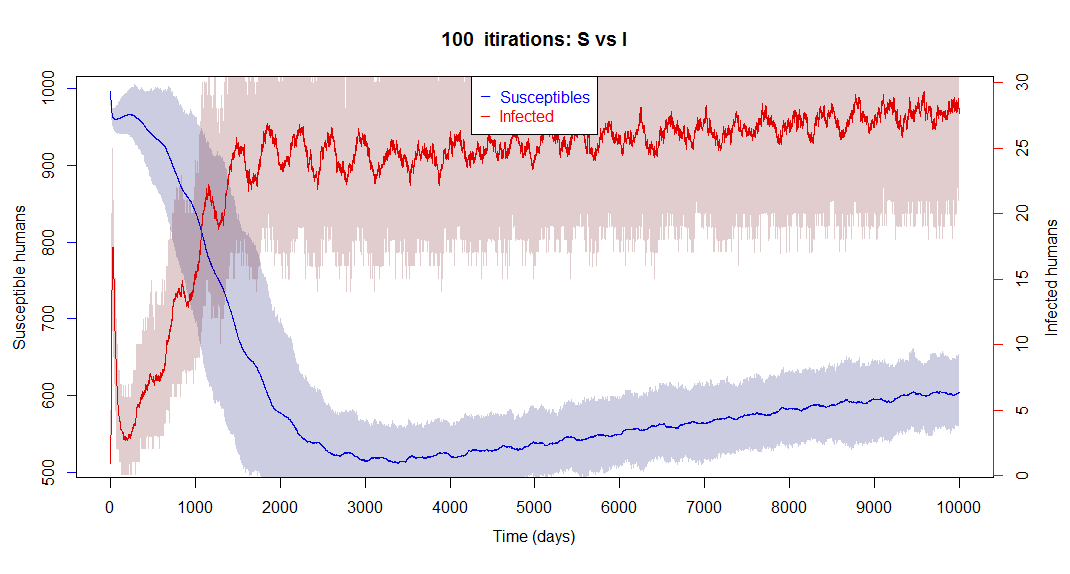 100 itirations: S vs I
Susceptibles
Infected
1000
900
800
700
600
500
Susceptible humans
30
25
20
15
10
5
0
Infected humans
0 1000 2000 3000 4000 5000 6000 7000 8000 9000 10000
Time (days)